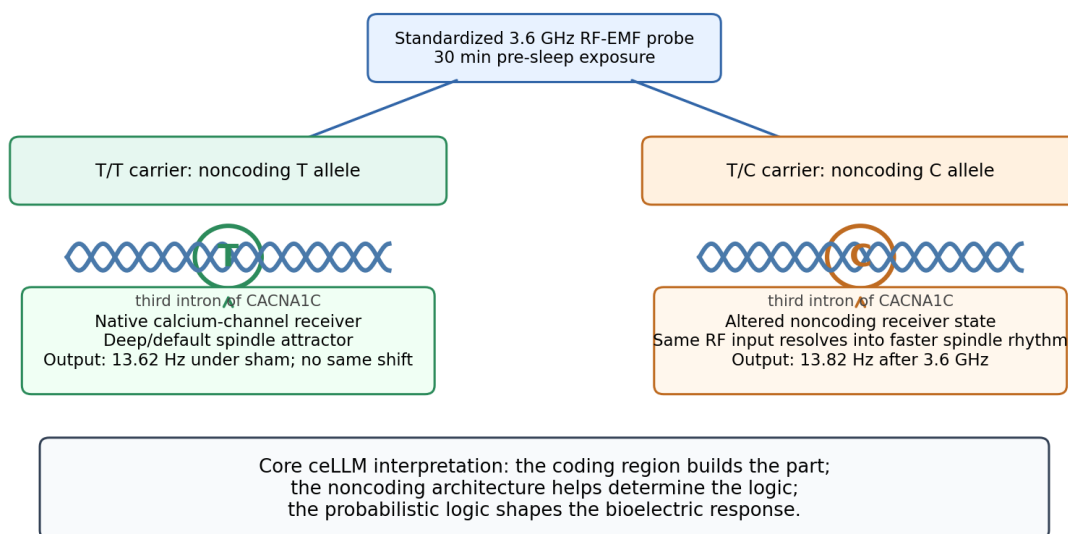 Standardized 3.6 GHz RF-EMF probe
30 min pre-sleep exposure
T/T carrier: noncoding T allele
T/C carrier: noncoding C allele
T
C
third intron of CACNA1C
Native calcium-channel receiver
Deep/default spindle attractor
Output: 13.62 Hz under sham; no same shift
third intron of CACNA1C
Altered noncoding receiver state
Same RF input resolves into faster spindle rhythm
Output: 13.82 Hz after 3.6 GHz
Core ceLLM interpretation: the coding region builds the part;
the noncoding architecture helps determine the logic;
the probabilistic logic shapes the bioelectric response.